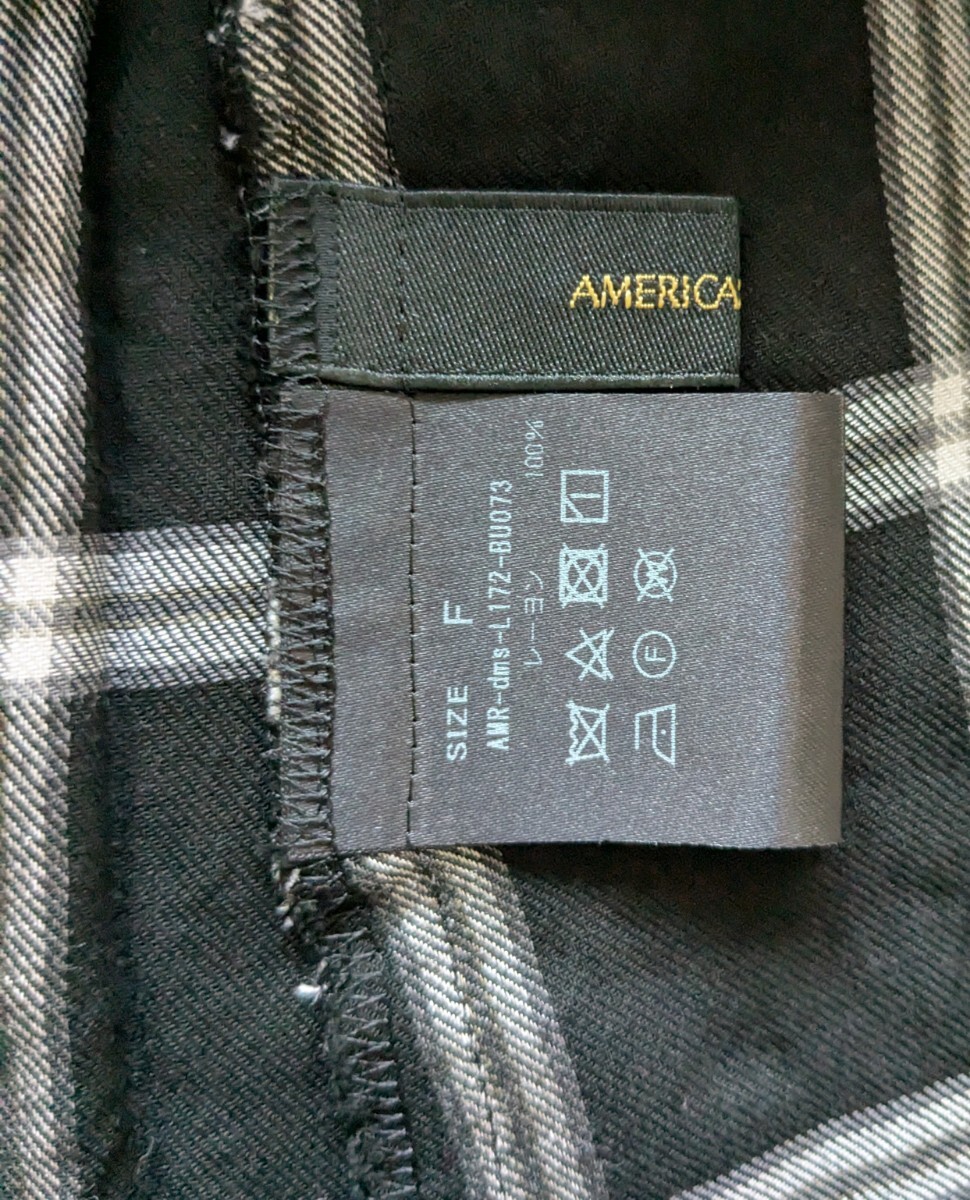 AMERICA
SIZE F
AMR-dms-L172-BU073
レーヨン 100%
F